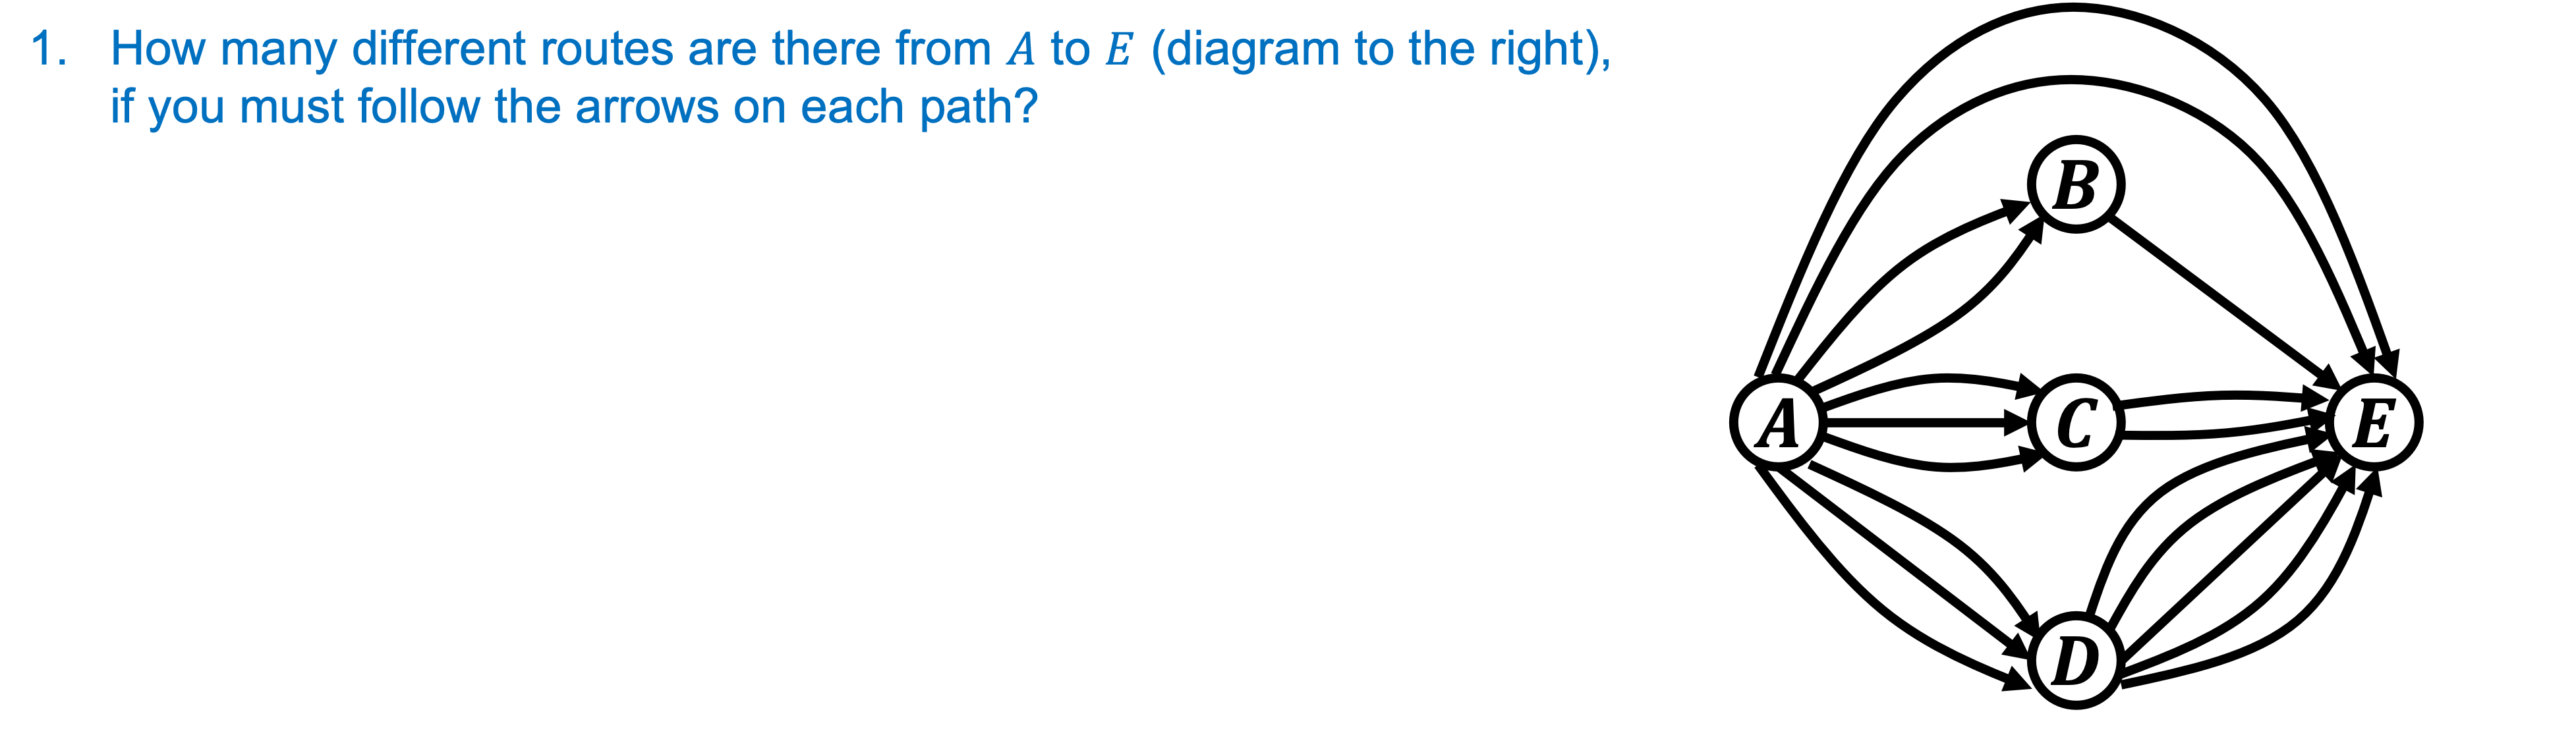 1. How many different routes are there from A to E (diagram to the right),
if you must follow the arrows on each path?
B
A
C
E
D